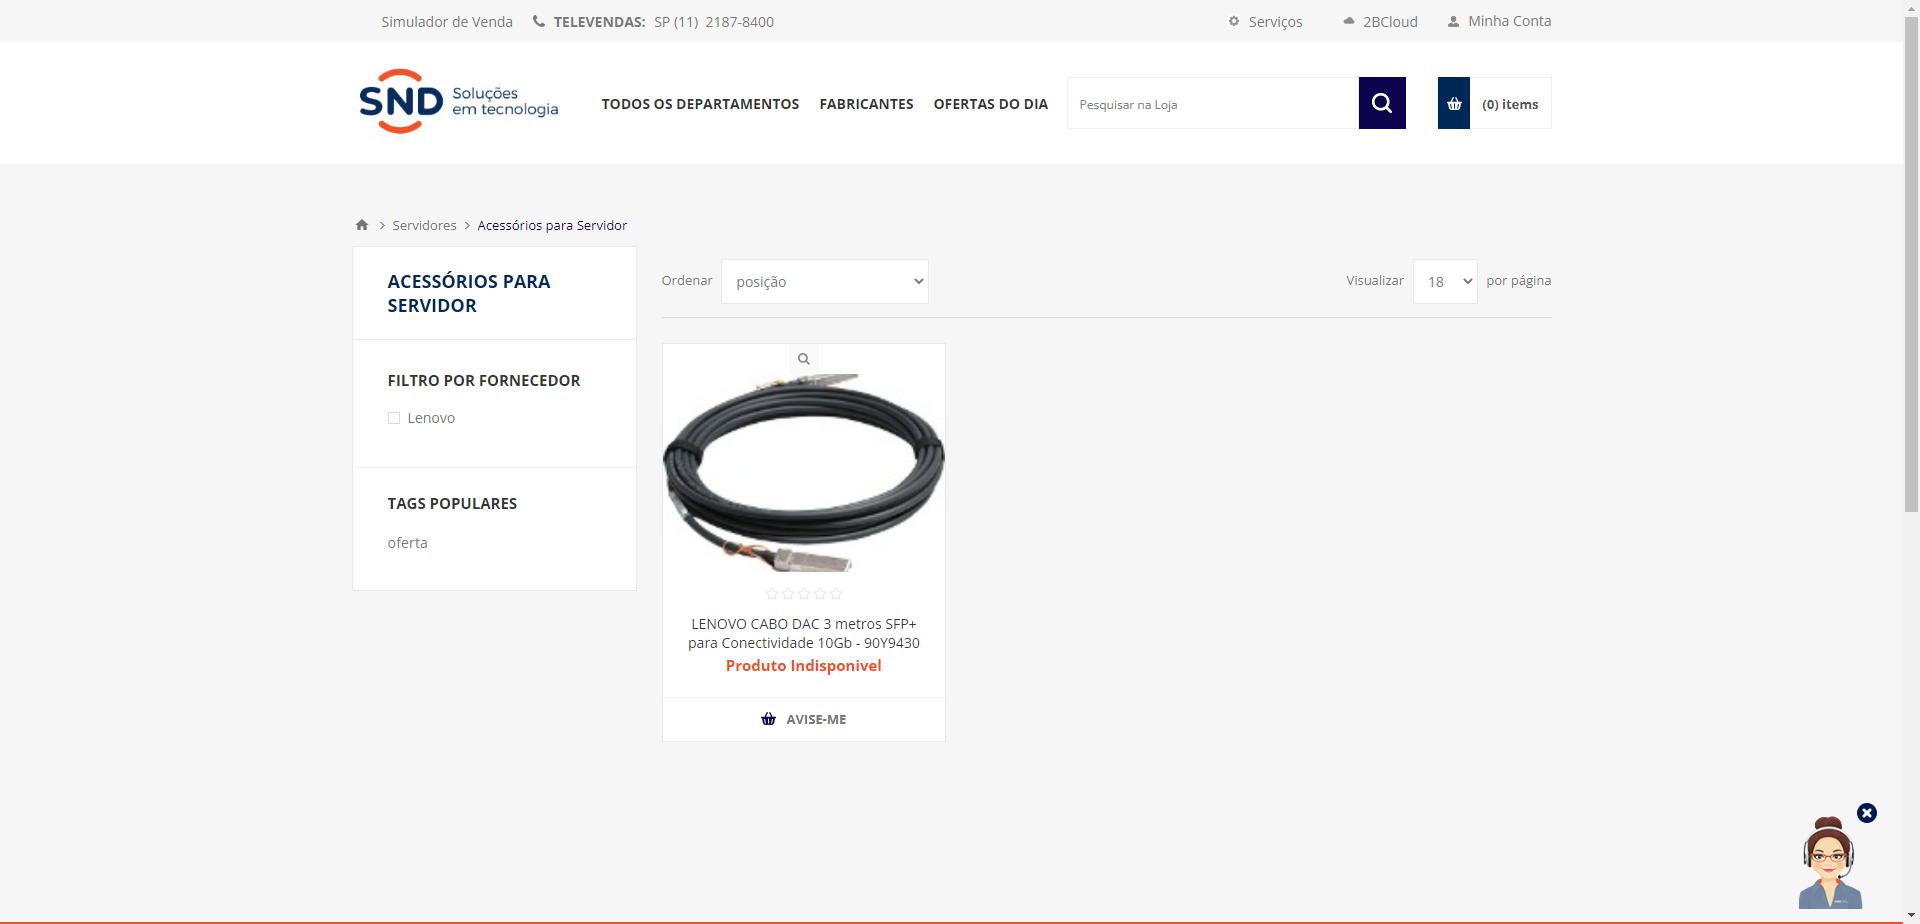 Simulador de Venda
TELEVENDAS: SP (11) 2187-8400
Serviços
2BCloud
Minha Conta
SND Soluções
em tecnologia
TODOS OS DEPARTAMENTOS
FABRICANTES
OFERTAS DO DIA
Pesquisar na Loja
(0) items
Servidores
Acessórios para Servidor
ACESSÓRIOS PARA
SERVIDOR
FILTRO POR FORNECEDOR
Lenovo
TAGS POPULARES
oferta
Ordenar
posição
Visualizar
18
por página
LENOVO CABO DAC 3 metros SFP+
para Conectividade 10Gb - 90Y9430
Produto Indisponivel
AVISE-ME